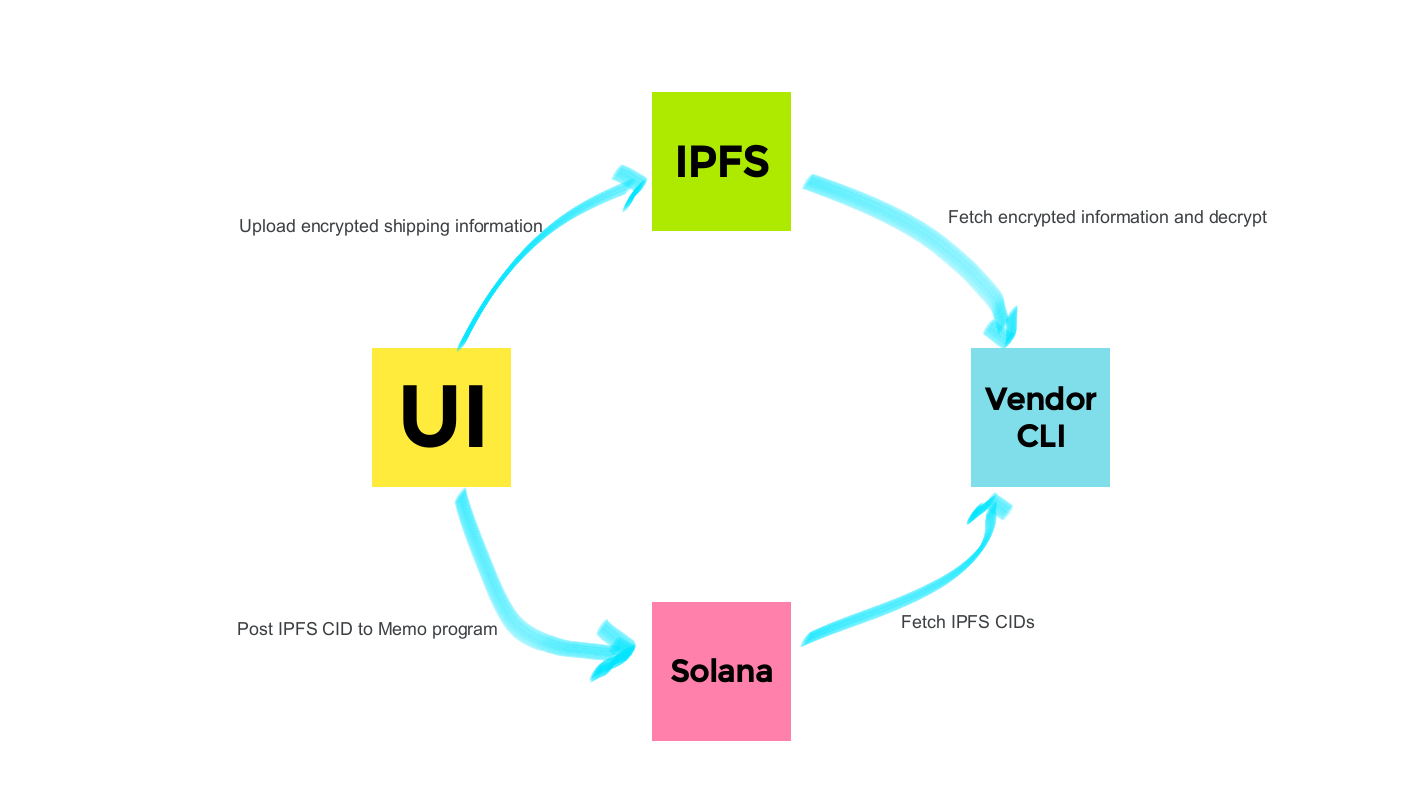 IPFS
Upload encrypted shipping information
Fetch encrypted information and decrypt
UI
Vendor
CLI
Post IPFS CID to Memo program
Fetch IPFS CIDs
Solana